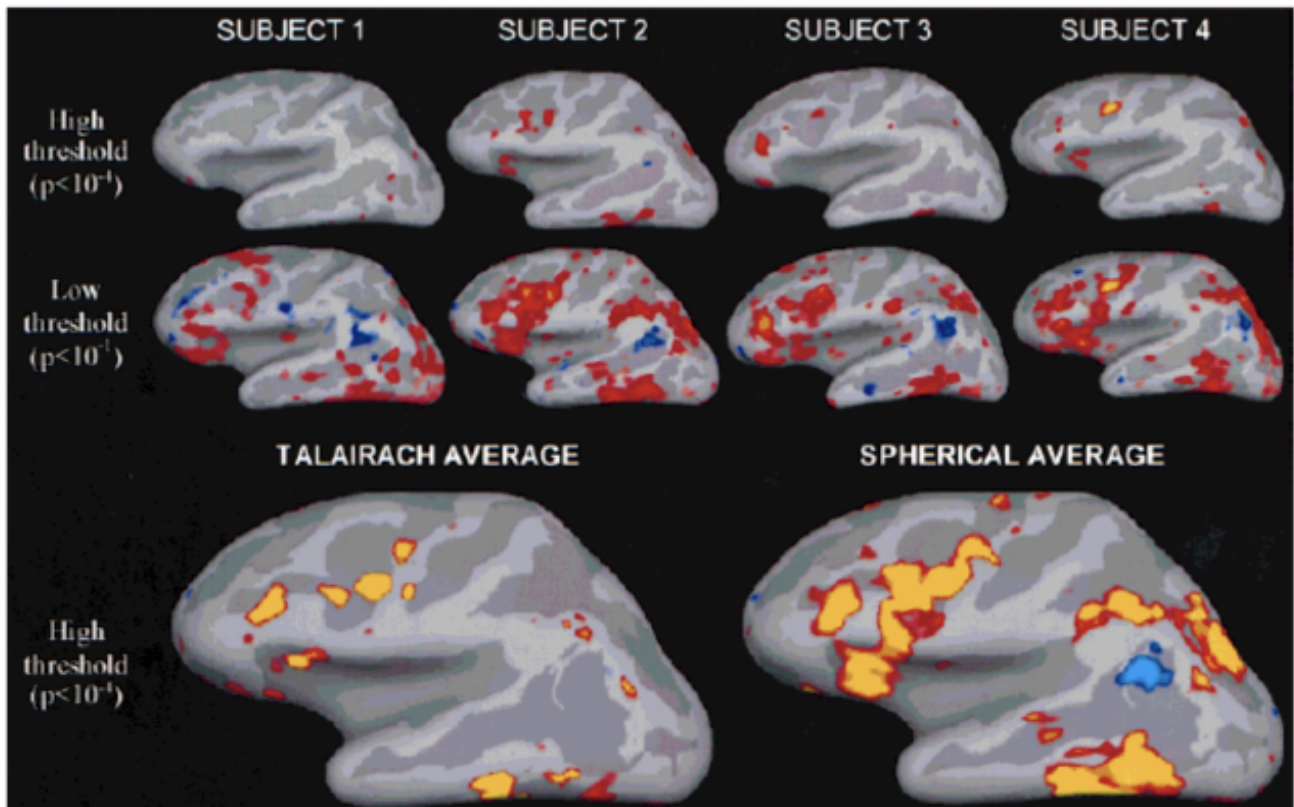 SUBJECT 1 SUBJECT 2 SUBJECT 3 SUBJECT 4
High
threshold
(p<10⁻⁴)
Low
threshold
(p<10⁻¹)
TALAIRACH AVERAGE SPHERICAL AVERAGE
High
threshold
(p<10⁻⁴)